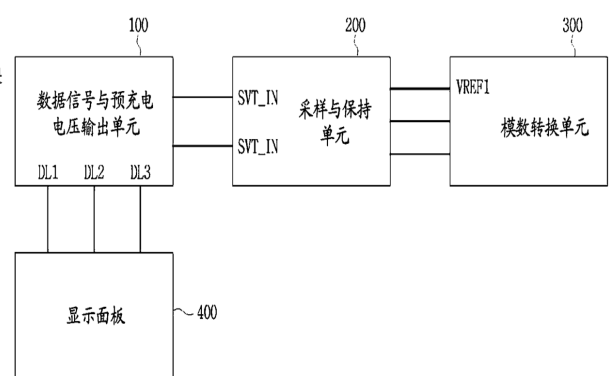 100
200
300
数据信号与预充电
电压输出单元
DL1 DL2 DL3
SVT_IN
SVT_IN
采样与保持
单元
VREF1
模数转换单元
显示面板
400